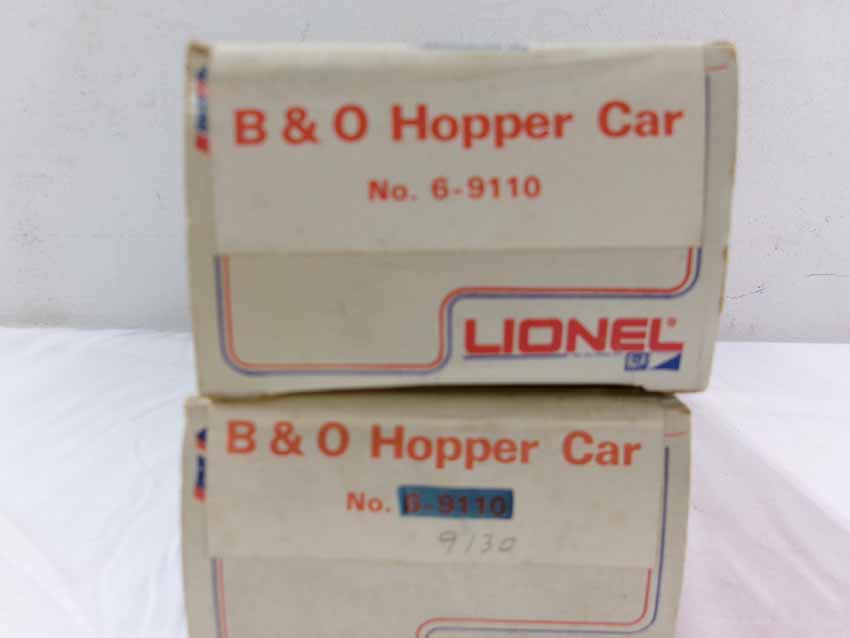 B & O Hopper Car
No. 6-9110
LIONEL®
B & O Hopper Car
No. 6-9110
9130